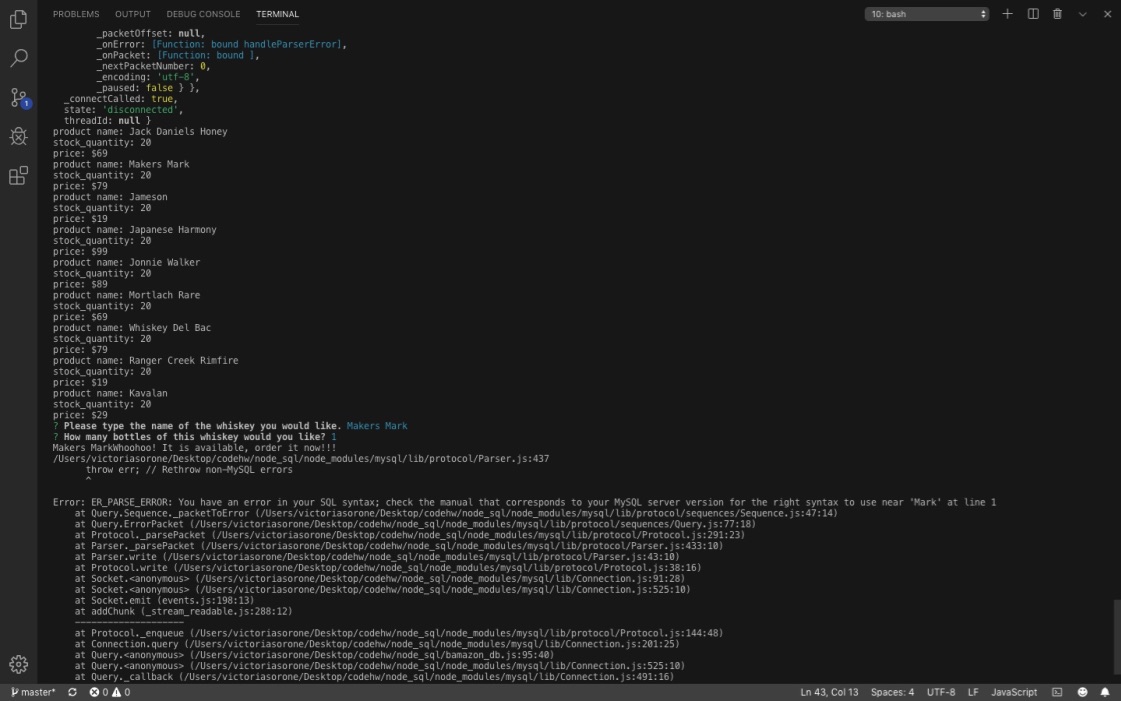 PROBLEMS OUTPUT DEBUG CONSOLE TERMINAL 10: bash
_packetOffset: null,
_onError: [Function: bound handleParserError],
_onPacket: [Function: bound ],
_nextPacketNumber: 0,
_encoding: 'utf-8',
_paused: false } },
_connectCalled: true,
state: 'disconnected',
threadId: null }
product name: Jack Daniels Honey
stock_quantity: 20
price: $69
product name: Makers Mark
stock_quantity: 20
price: $79
product name: Jameson
stock_quantity: 20
price: $19
product name: Japanese Harmony
stock_quantity: 20
price: $99
product name: Jonnie Walker
stock_quantity: 20
price: $89
product name: Mortlach Rare
stock_quantity: 20
price: $69
product name: Whiskey Del Bac
stock_quantity: 20
price: $79
product name: Ranger Creek Rimfire
stock_quantity: 20
price: $19
product name: Kavalan
stock_quantity: 20
price: $29
? Please type the name of the whiskey you would like. Makers Mark
? How many bottles of this whiskey would you like? 1
Makers MarkWhoohoo! It is available, order it now!!!
/Users/victoriasorone/Desktop/codehw/node_sql/node_modules/mysql/lib/protocol/Parser.js:437
throw err; // Rethrow non-MySQL errors
^
Error: ER_PARSE_ERROR: You have an error in your SQL syntax; check the manual that corresponds to your MySQL server version for the right syntax to use near 'Mark' at line 1
at Query.Sequence._packetToError (/Users/victoriasorone/Desktop/codehw/node_sql/node_modules/mysql/lib/protocol/sequences/Sequence.js:47:14)
at Query.ErrorPacket (/Users/victoriasorone/Desktop/codehw/node_sql/node_modules/mysql/lib/protocol/sequences/Query.js:77:18)
at Protocol._parsePacket (/Users/victoriasorone/Desktop/codehw/node_sql/node_modules/mysql/lib/protocol/Protocol.js:291:23)
at Parser._parsePacket (/Users/victoriasorone/Desktop/codehw/node_sql/node_modules/mysql/lib/protocol/Parser.js:433:10)
at Parser.write (/Users/victoriasorone/Desktop/codehw/node_sql/node_modules/mysql/lib/protocol/Parser.js:43:10)
at Protocol.write (/Users/victoriasorone/Desktop/codehw/node_sql/node_modules/mysql/lib/protocol/Protocol.js:38:16)
at Socket.<anonymous> (/Users/victoriasorone/Desktop/codehw/node_sql/node_modules/mysql/lib/Connection.js:91:28)
at Socket.<anonymous> (/Users/victoriasorone/Desktop/codehw/node_sql/node_modules/mysql/lib/Connection.js:525:10)
at Socket.emit (events.js:198:13)
at addChunk (_stream_readable.js:288:12)
--------------------
at Protocol._enqueue (/Users/victoriasorone/Desktop/codehw/node_sql/node_modules/mysql/lib/protocol/Protocol.js:144:48)
at Connection.query (/Users/victoriasorone/Desktop/codehw/node_sql/node_modules/mysql/lib/Connection.js:201:25)
at Query.<anonymous> (/Users/victoriasorone/Desktop/codehw/node_sql/bamazon_db.js:95:40)
at Query.<anonymous> (/Users/victoriasorone/Desktop/codehw/node_sql/node_modules/mysql/lib/Connection.js:525:10)
at Query._callback (/Users/victoriasorone/Desktop/codehw/node_sql/node_modules/mysql/lib/Connection.js:491:16)
1
master* 0 0 Ln 43, Col 13 Spaces: 4 UTF-8 LF JavaScript